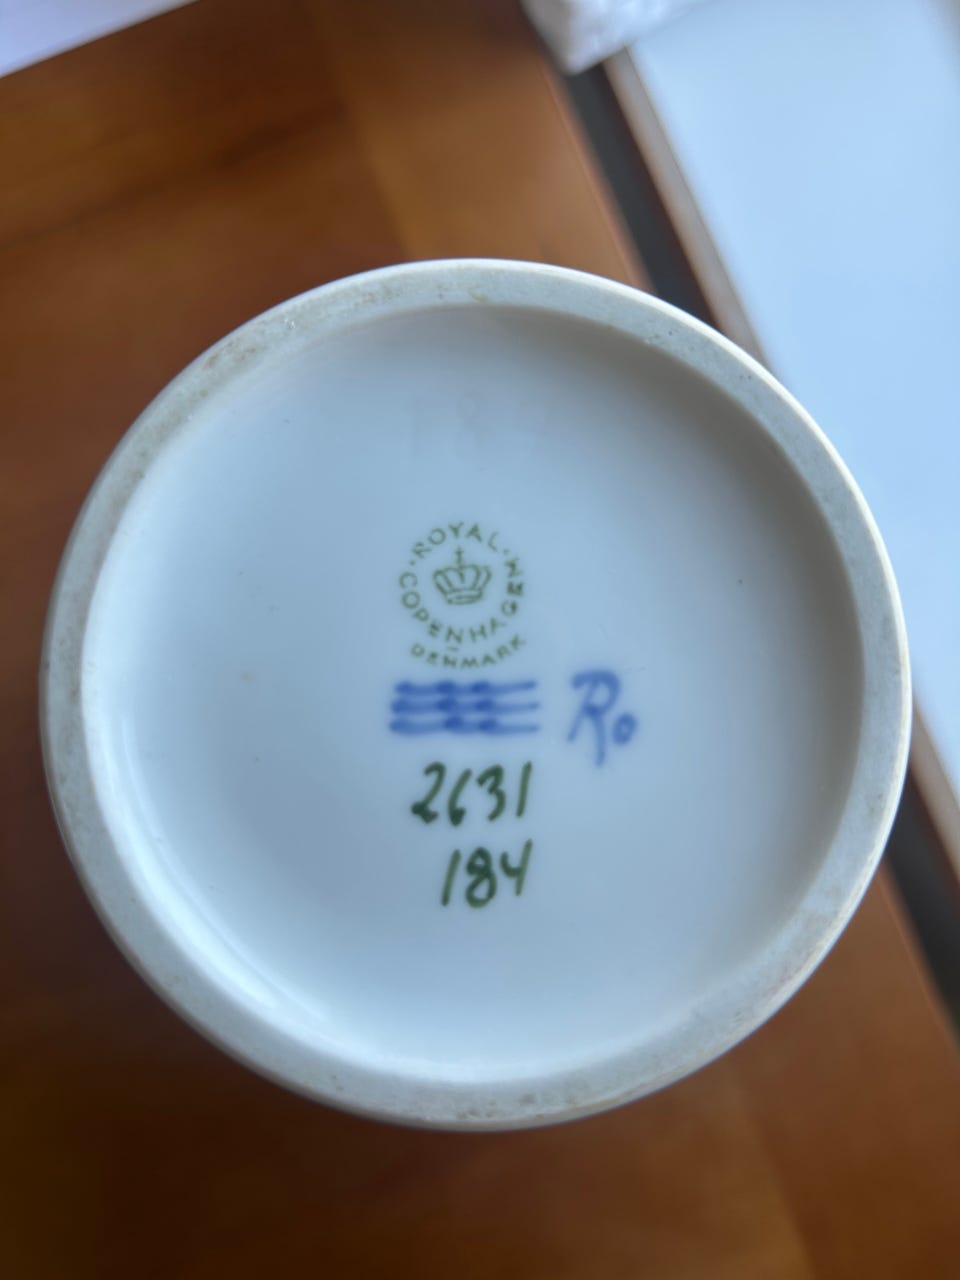 ROYAL
COPENHAGEN
DENMARK
Ro
2631
184